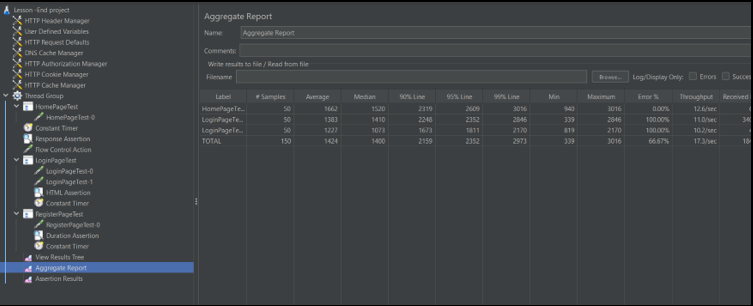 Lesson -End project
HTTP Header Manager
User Defined Variables
HTTP Request Defaults
DNS Cache Manager
HTTP Authorization Manager
HTTP Cookie Manager
HTTP Cache Manager
Thread Group
HomePageTest
HomePageTest-0
Constant Timer
Response Assertion
Flow Control Action
LoginPageTest
LoginPageTest-0
LoginPageTest-1
HTML Assertion
Constant Timer
RegisterPageTest
RegisterPageTest-0
Duration Assertion
Constant Timer
View Results Tree
Aggregate Report
Assertion Results
Aggregate Report
Name: Aggregate Report
Comments:
Write results to file / Read from file
Filename Browse... Log/Display Only: Errors Succe
Label # Samples Average Median 90% Line 95% Line 99% Line Min Maximum Error % Throughput Received
HomePageTe... 50 1662 1520 2319 2609 3016 940 3016 0.00% 12.6/sec
LoginPageTe... 50 1383 1410 2248 2352 2846 339 2846 100.00% 11.0/sec 340
LoginPageTe... 50 1227 1073 1673 1811 2170 819 2170 100.00% 10.2/sec
TOTAL 150 1424 1400 2159 2352 2973 339 3016 66.67% 17.3/sec 184